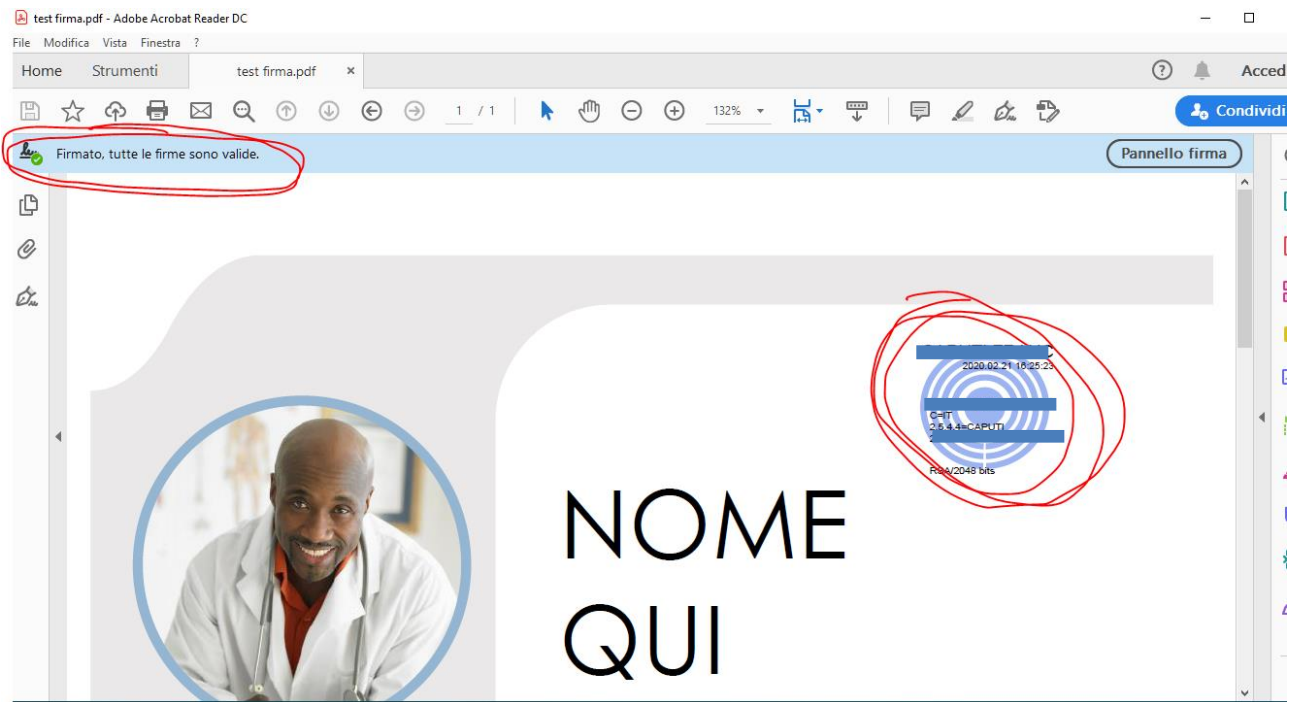 test firma.pdf - Adobe Acrobat Reader DC
File Modifica Vista Finestra ?
Home Strumenti test firma.pdf × ? Acced
1 / 1 132% Condividi
Firmato, tutte le firme sono valide. Pannello firma
2020.02.21 16:25:23
C=IT
2.5.4.4=CAPUTI
RSA/2048 bits
NOME
QUI